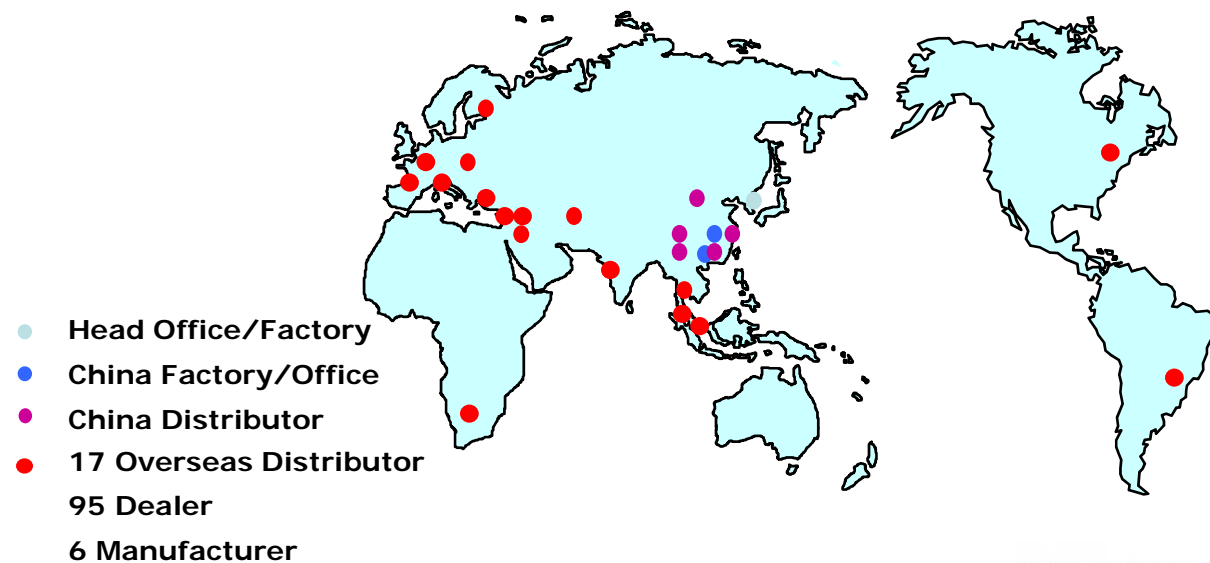 Head Office/Factory
China Factory/Office
China Distributor
17 Overseas Distributor
95 Dealer
6 Manufacturer